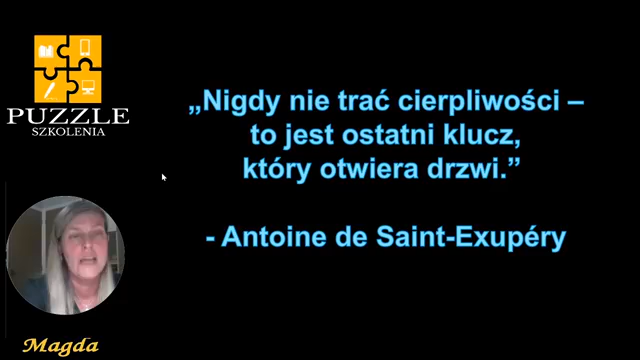 PUZZLE
SZKOLENIA
„Nigdy nie trać cierpliwości –
to jest ostatni klucz,
który otwiera drzwi.”
- Antoine de Saint-Exupéry
Magda